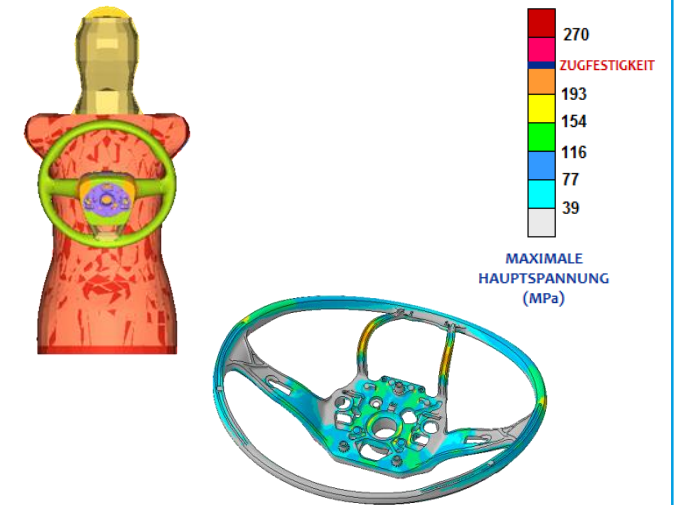 270
ZUGFESTIGKEIT
193
154
116
77
39
MAXIMALE
HAUPTSPANNUNG
(MPa)